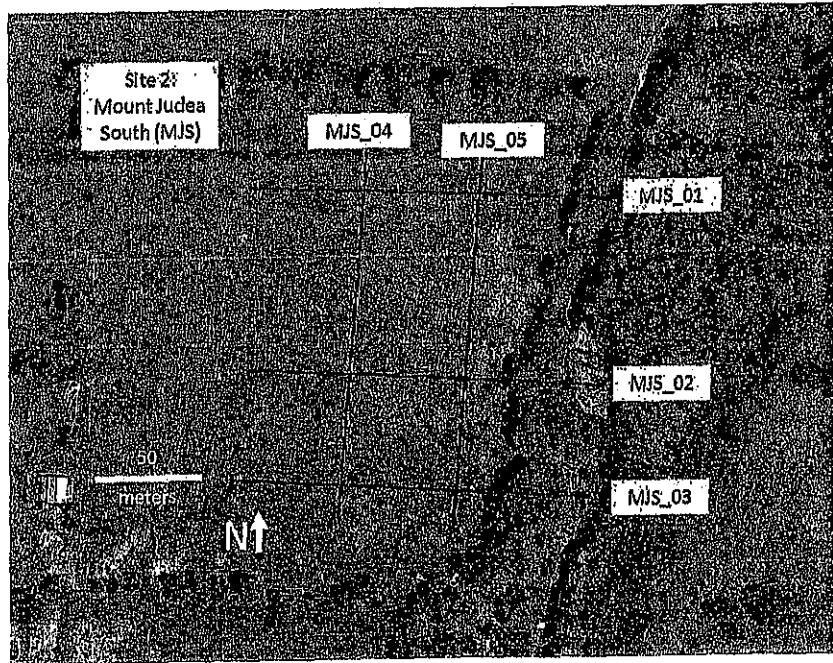 Site 2:
Mount Judea
South (MJS)
MJS_04
MJS_05
MJS_01
MJS_02
MJS_03
50
meters
N